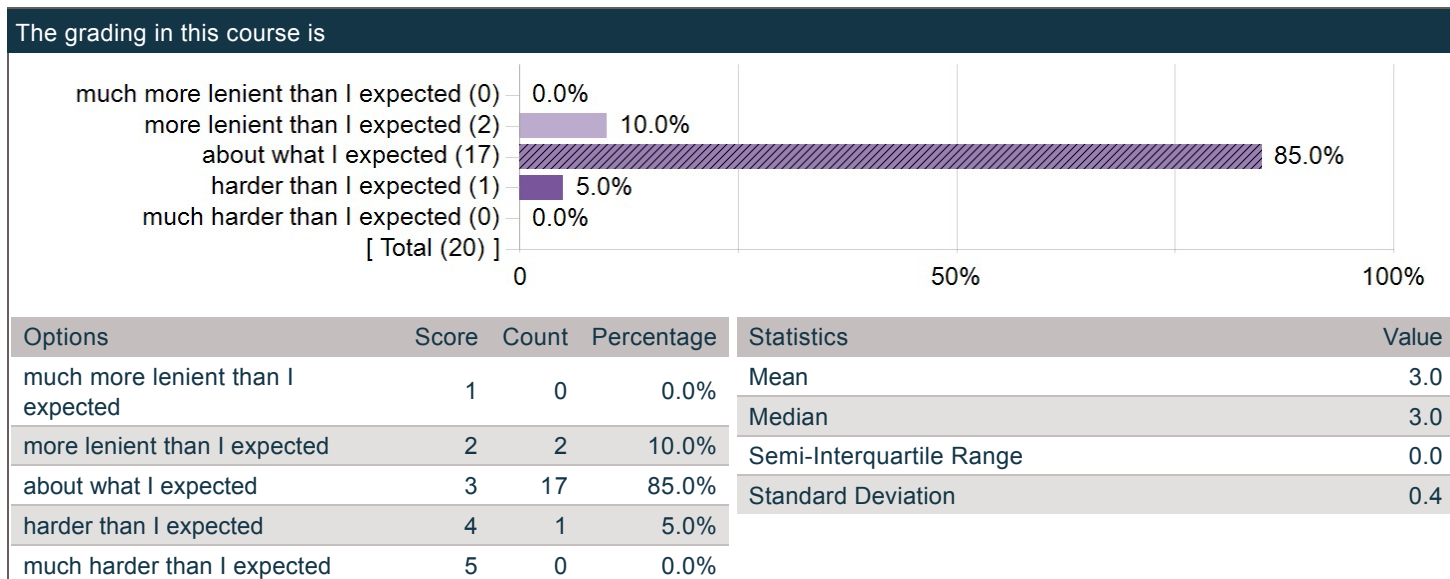 The grading in this course is
much more lenient than I expected (0) 0.0%
more lenient than I expected (2) 10.0%
about what I expected (17) 85.0%
harder than I expected (1) 5.0%
much harder than I expected (0) 0.0%
[ Total (20) ]
0 50% 100%
Options Score Count Percentage
much more lenient than I
expected 1 0 0.0%
more lenient than I expected 2 2 10.0%
about what I expected 3 17 85.0%
harder than I expected 4 1 5.0%
much harder than I expected 5 0 0.0%
Statistics Value
Mean 3.0
Median 3.0
Semi-Interquartile Range 0.0
Standard Deviation 0.4